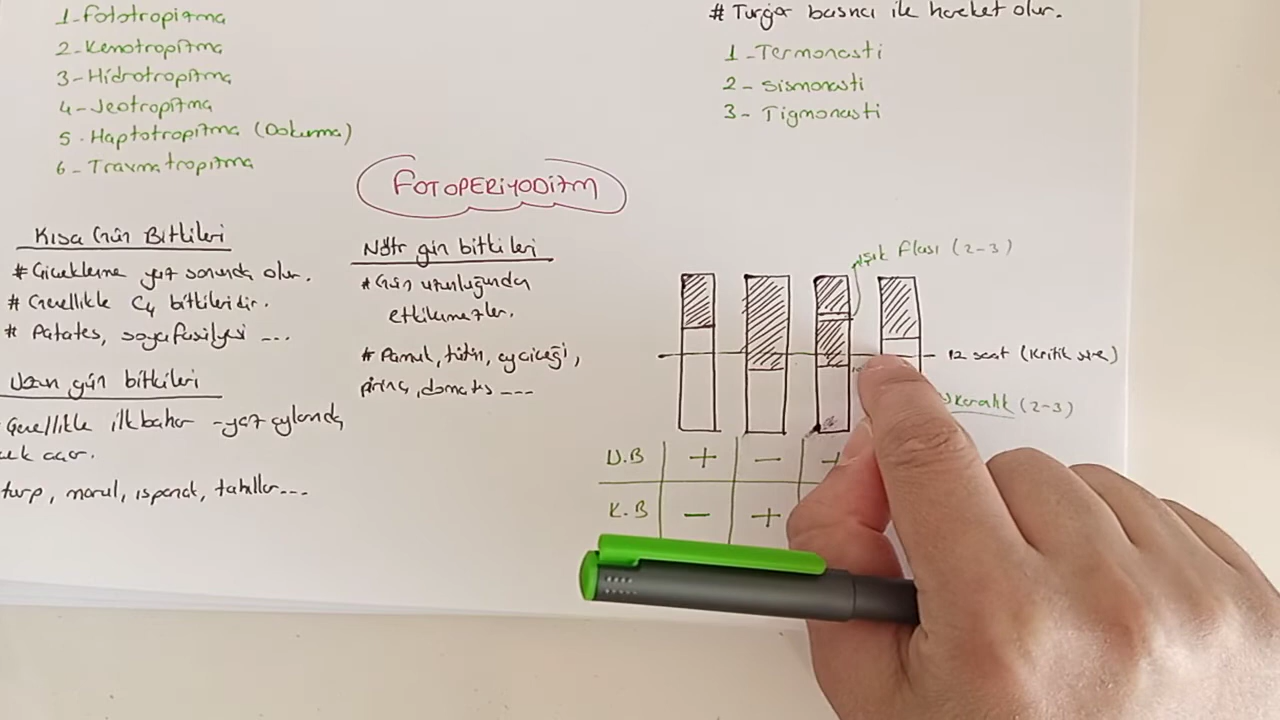 1-Fototropizma
2-Kemotropizma
3-Hidrotropizma
4-Jeotropizma
5-Haptotropizma (Dokunma)
6-Travmatropizma
# Turgor basıncı ile hareket olur.
1-Termonasti
2-Sismonasti
3-Tigmonasti
FOTOPERİYODİZM
Kısa Gün Bitkileri
# Çiçeklenme yaz sonunda olur.
# Genellikle C4 bitkileridir.
# Patates, soya fasulyesi ...
Uzun gün bitkileri
Genellikle ilkbahar - yaz aylarında
açar.
turp, marul, ıspanak, tahıllar...
Nötr gün bitkileri
# Gün uzunluğundan
etkilenmezler.
# Pamuk, tütün, ayçiçeği,
pirinç, domates ----
Işık flaşı (2-3)
12 saat (Kritik süre)
Karanlık (2-3)
U.B + - +
K.B - +